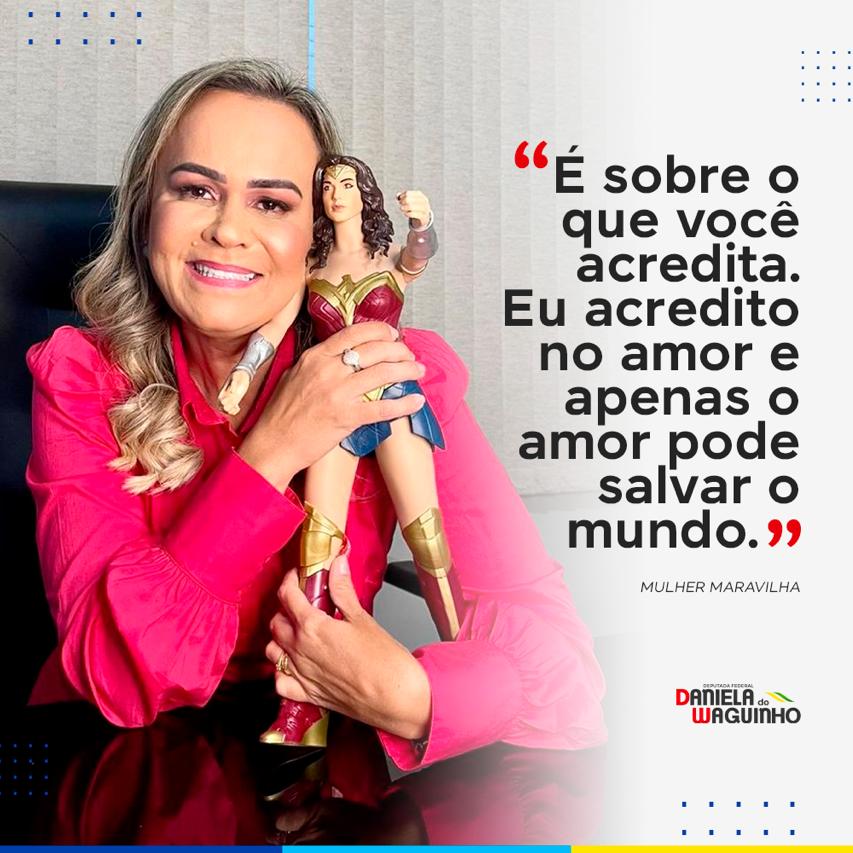 “É sobre o
que você
acredita.
Eu acredito
no amor e
apenas o
amor pode
salvar o
mundo.”
MULHER MARAVILHA
DEPUTADA FEDERAL
DANIELA do
WAGUINHO